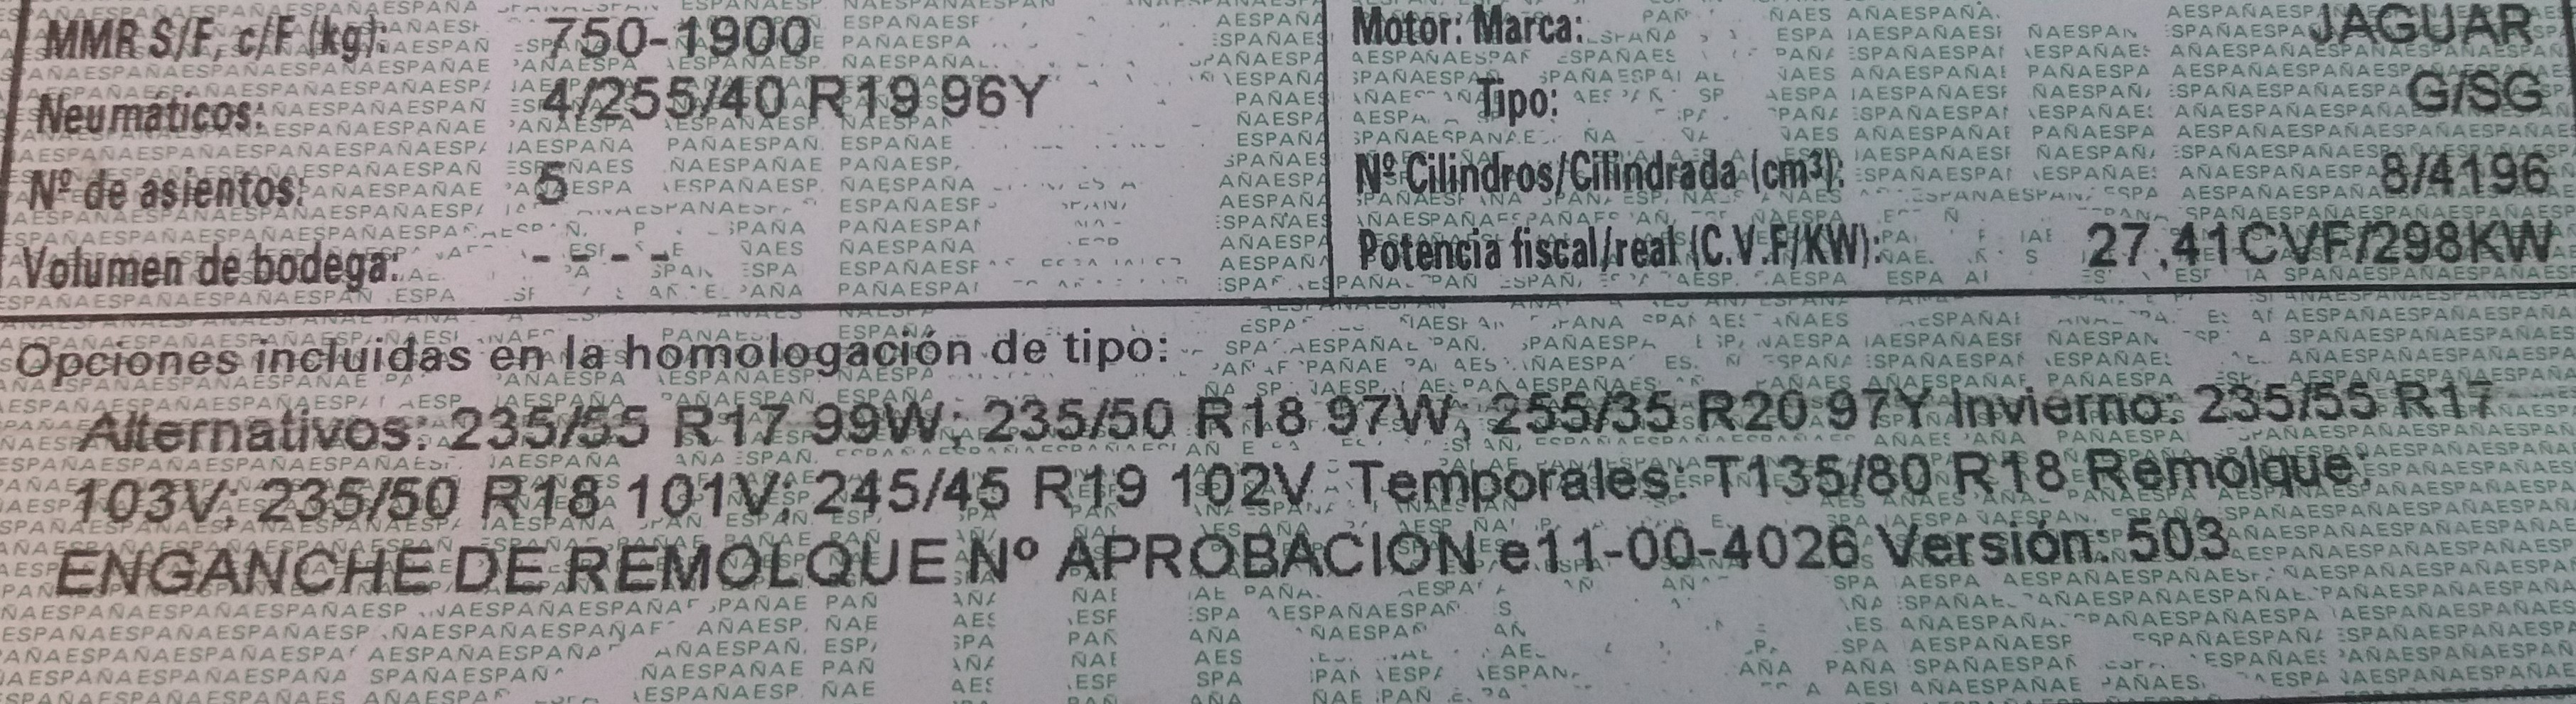 MMR S/F, c/F (kg): 750-1900
Neumáticos: 4/255/40 R19 96Y
Nº de asientos: 5
Volumen de bodega: - - - -
Motor: Marca: JAGUAR
Tipo: G/SG
Nº Cilindros/Cilindrada (cm³): 8/4196
Potencia fiscal/real (C.V.F/KW): 27,41CVF/298KW
Opciones incluidas en la homologación de tipo:
Alternativos: 235/55 R17 99W; 235/50 R18 97W; 255/35 R20 97Y Invierno: 235/55 R17
103V; 235/50 R18 101V; 245/45 R19 102V Temporales: T135/80 R18 Remolque:
ENGANCHE DE REMOLQUE Nº APROBACION e11-00-4026 Versión: 503